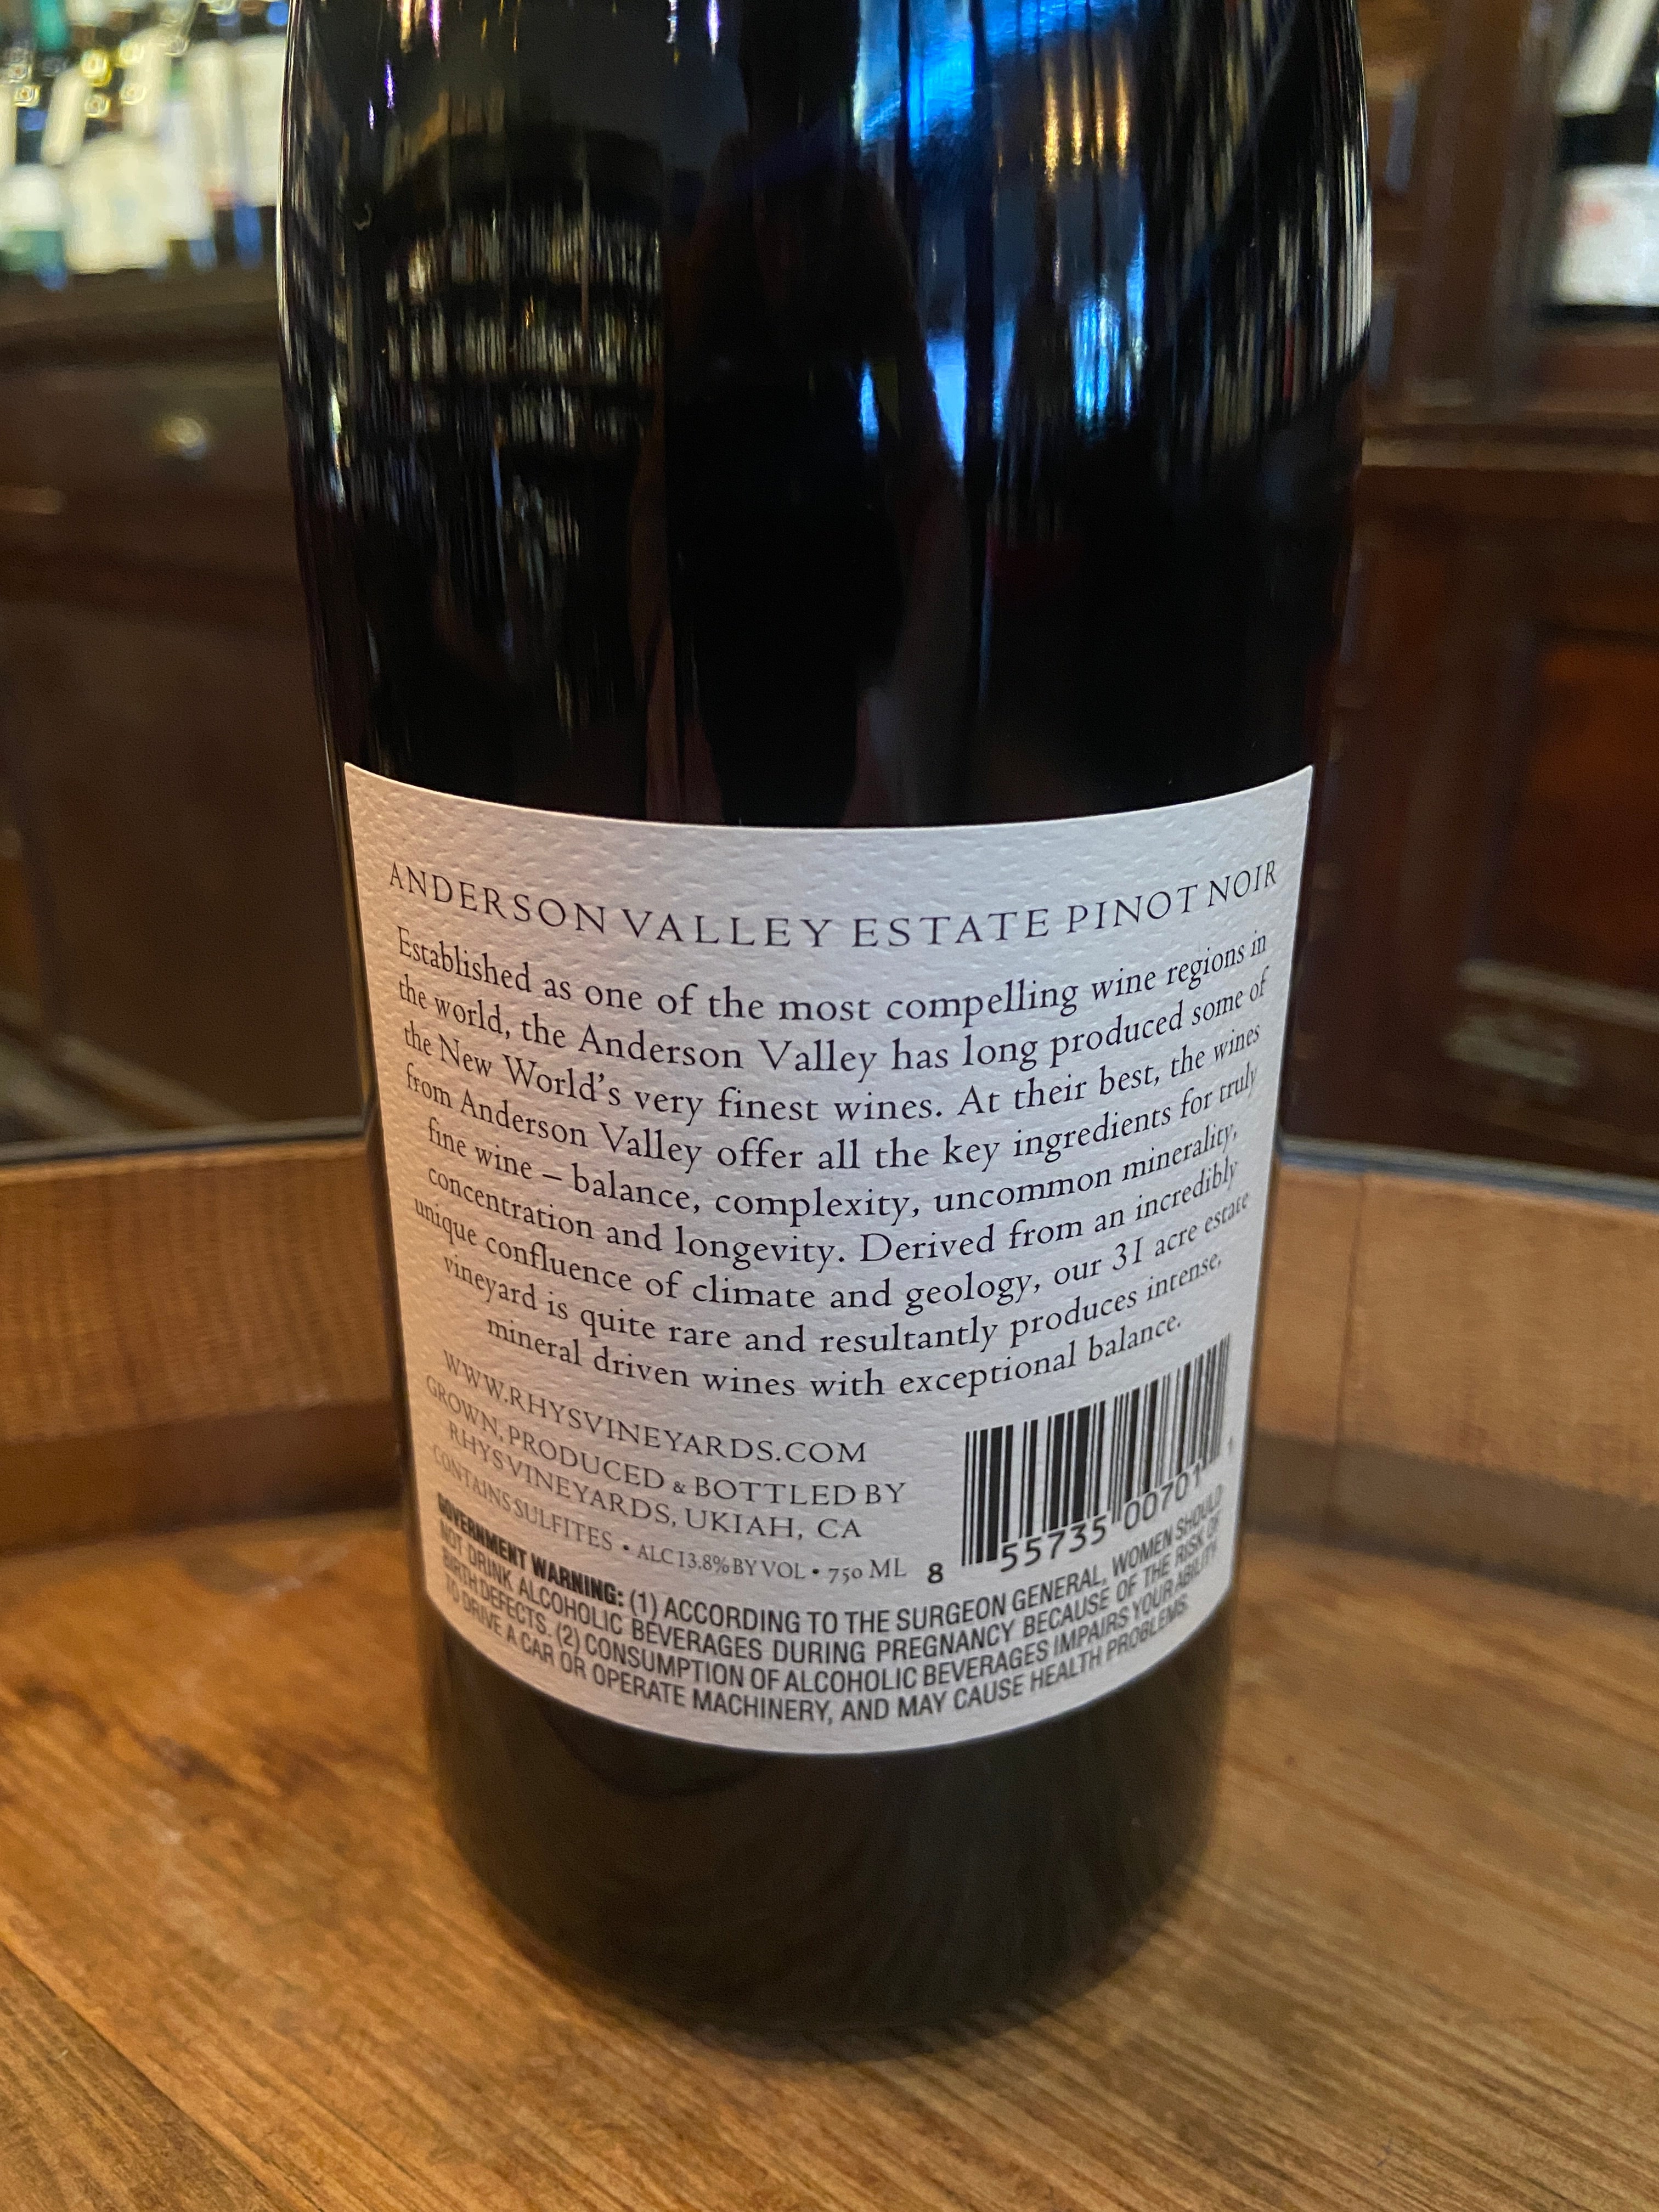 ANDERSON VALLEY ESTATE PINOT NOIR
Established as one of the most compelling wine regions in
the world, the Anderson Valley has long produced some of
the New World's very finest wines. At their best, the wines
from Anderson Valley offer all the key ingredients for truly
fine wine – balance, complexity, uncommon minerality,
concentration and longevity. Derived from an incredibly
unique confluence of climate and geology, our 31 acre estate
vineyard is quite rare and resultantly produces intense,
mineral driven wines with exceptional balance.
WWW.RHYSVINEYARDS.COM
GROWN, PRODUCED & BOTTLED BY
RHYS VINEYARDS, UKIAH, CA
CONTAINS SULFITES • ALC 13.8% BY VOL • 750 ML
8 55735 00701 1
GOVERNMENT WARNING: (1) ACCORDING TO THE SURGEON GENERAL, WOMEN SHOULD
NOT DRINK ALCOHOLIC BEVERAGES DURING PREGNANCY BECAUSE OF THE RISK OF
BIRTH DEFECTS. (2) CONSUMPTION OF ALCOHOLIC BEVERAGES IMPAIRS YOUR ABILITY
TO DRIVE A CAR OR OPERATE MACHINERY, AND MAY CAUSE HEALTH PROBLEMS.